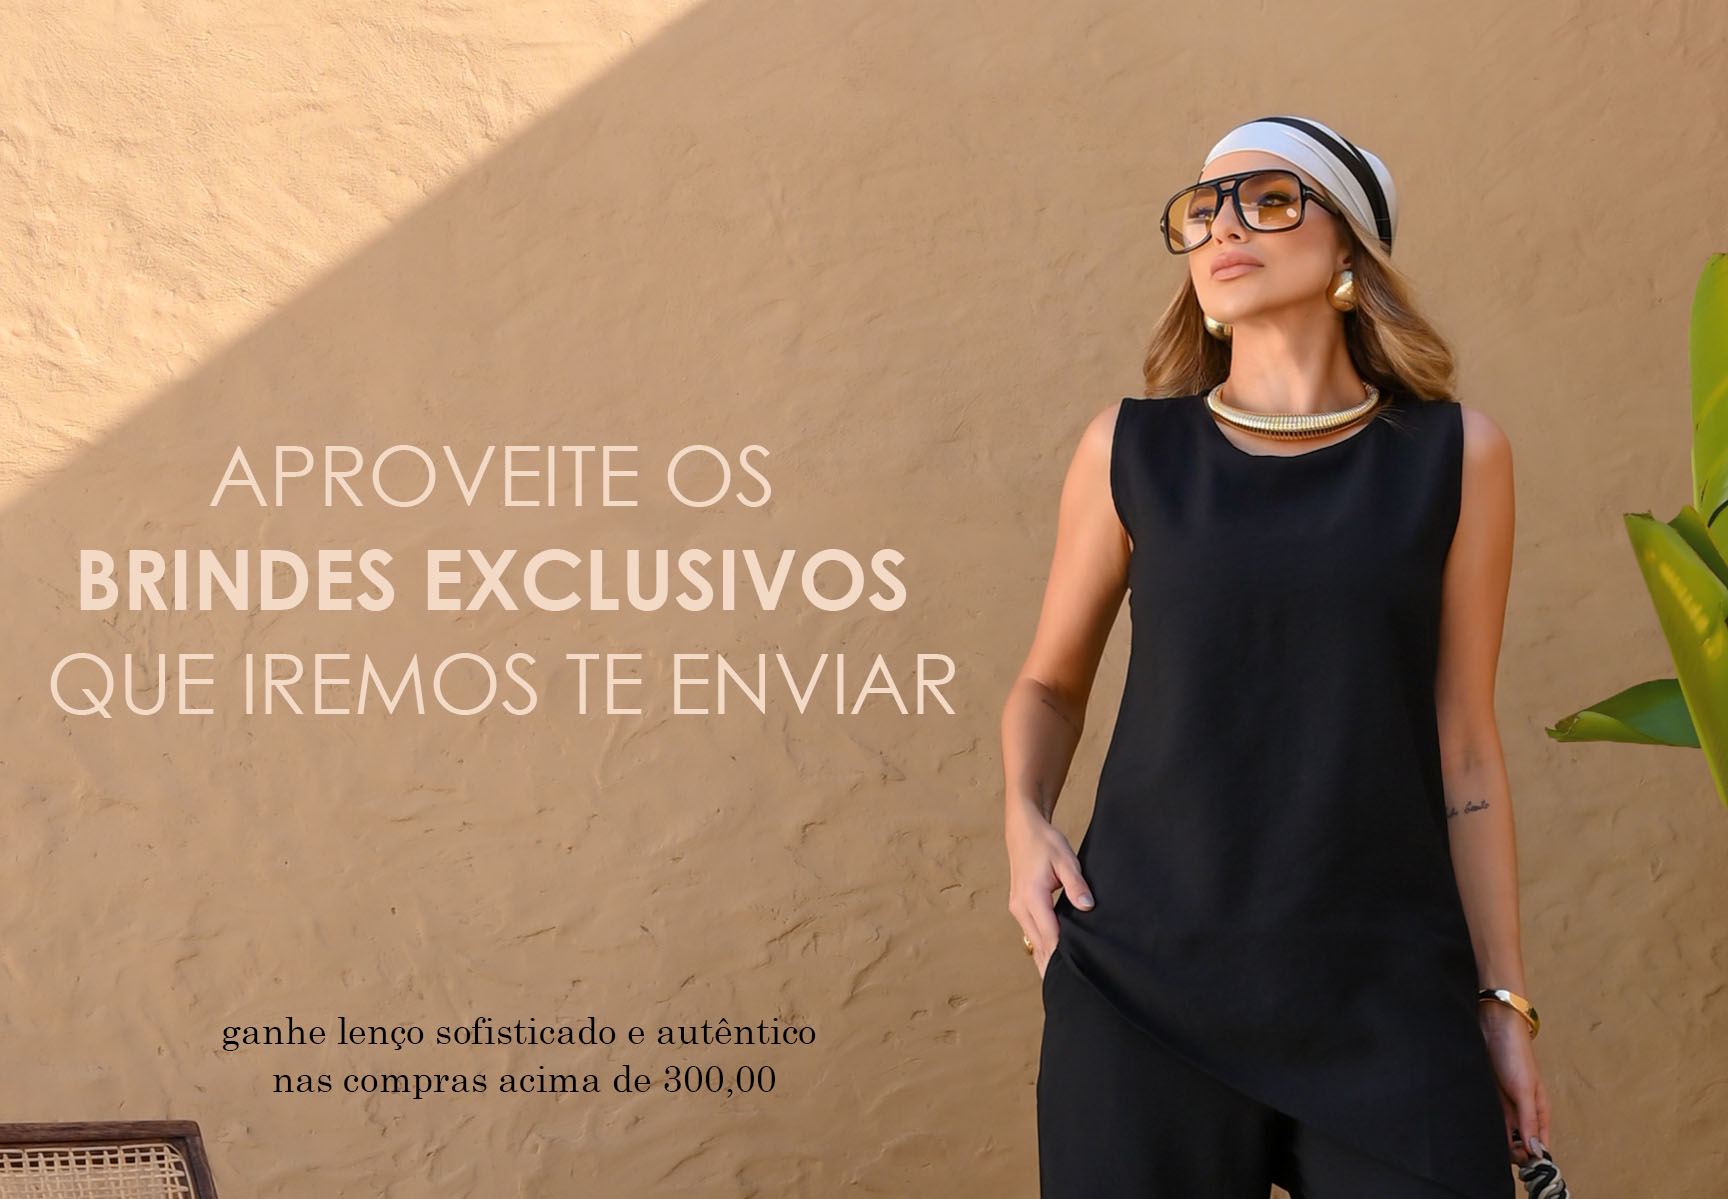 APROVEITE OS
BRINDES EXCLUSIVOS
QUE IREMOS TE ENVIAR
ganhe lenço sofisticado e autêntico
nas compras acima de 300,00